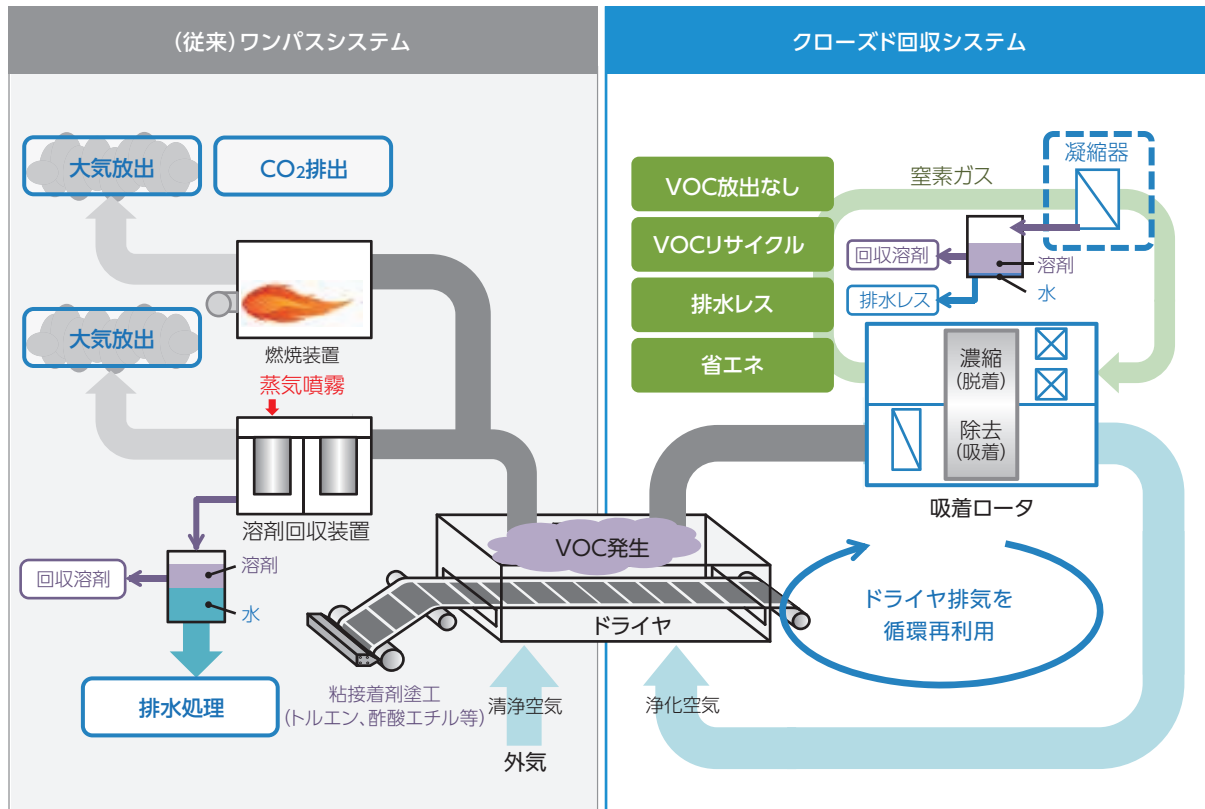 (従来)ワンパスシステム
大気放出
CO₂排出
大気放出
燃焼装置
蒸気噴霧
溶剤回収装置
回収溶剤
溶剤
水
排水処理
粘接着剤塗工
(トルエン、酢酸エチル等)
清浄空気
外気
VOC発生
ドライヤ
クローズド回収システム
VOC放出なし
VOCリサイクル
排水レス
省エネ
窒素ガス
凝縮器
回収溶剤
溶剤
水
排水レス
濃縮
(脱着)
除去
(吸着)
吸着ロータ
ドライヤ排気を
循環再利用
浄化空気